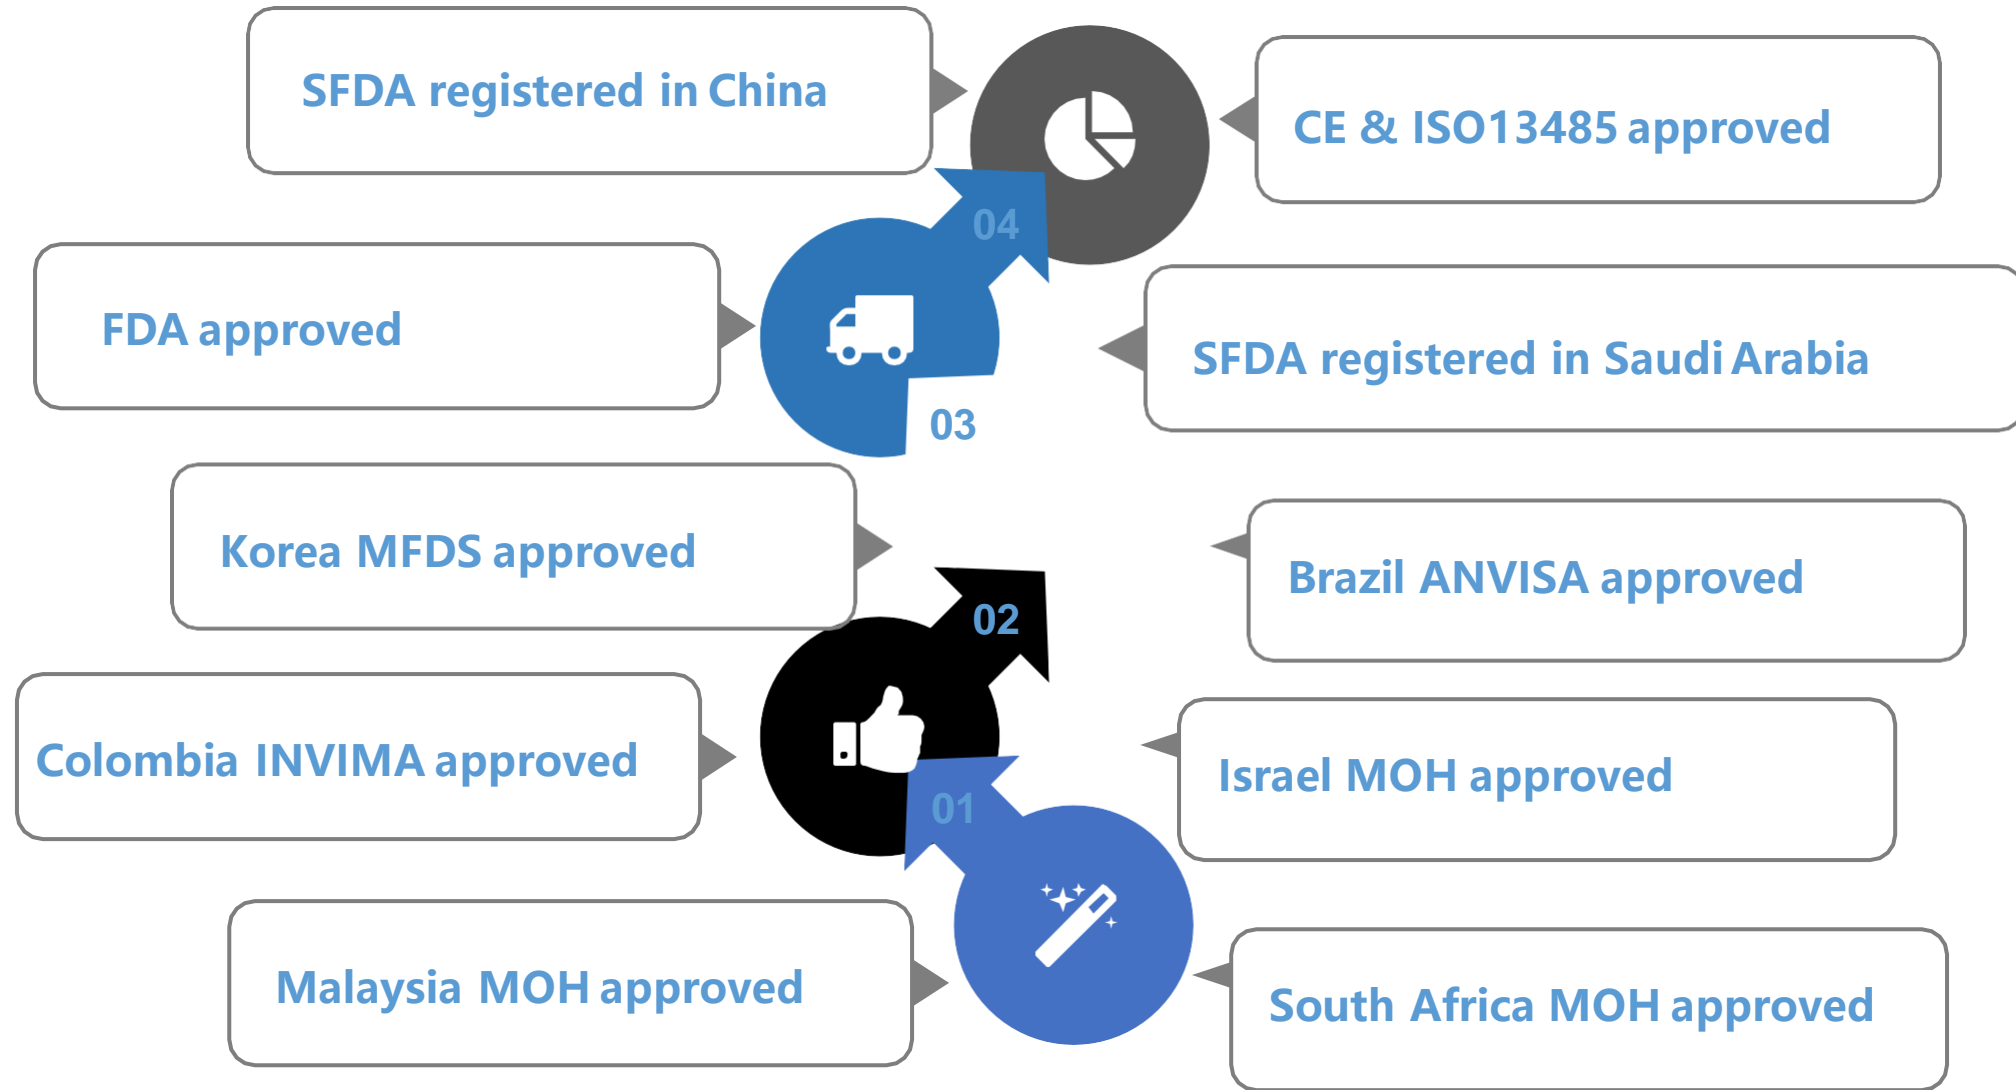 SFDA registered in China
CE & ISO13485 approved
04
FDA approved
SFDA registered in Saudi Arabia
03
Korea MFDS approved
Brazil ANVISA approved
02
Colombia INVIMA approved
Israel MOH approved
01
Malaysia MOH approved
South Africa MOH approved